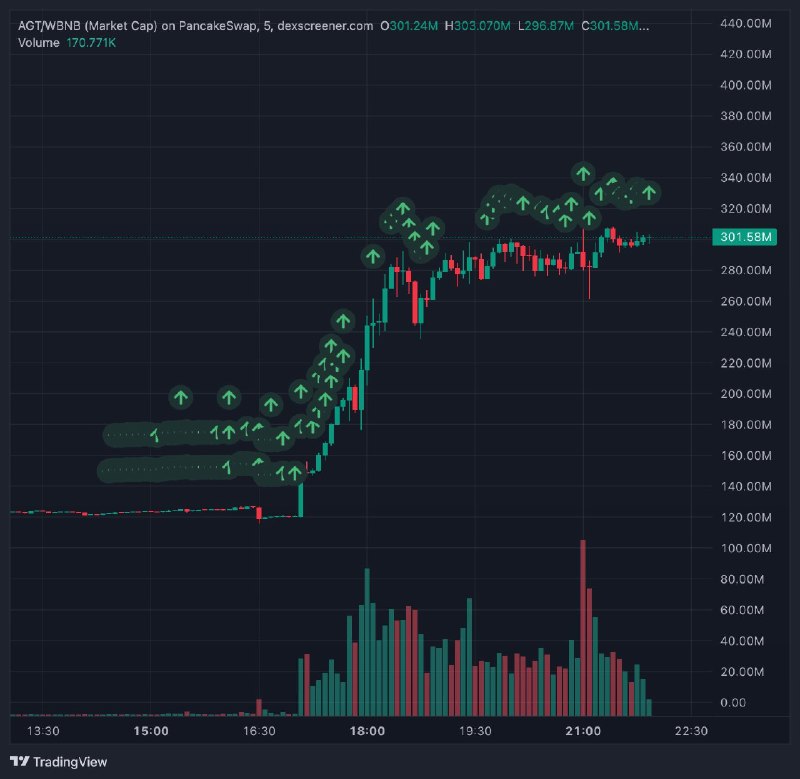 AGT/WBNB (Market Cap) on PancakeSwap, 5, dexscreener.com O301.24M H303.070M L296.87M C301.58M...
Volume 170.771K
440.00M
420.00M
400.00M
380.00M
360.00M
340.00M
320.00M
301.58M
280.00M
260.00M
240.00M
220.00M
200.00M
180.00M
160.00M
140.00M
120.00M
100.00M
80.00M
60.00M
40.00M
20.00M
0.00
13:30 15:00 16:30 18:00 19:30 21:00 22:30
TradingView